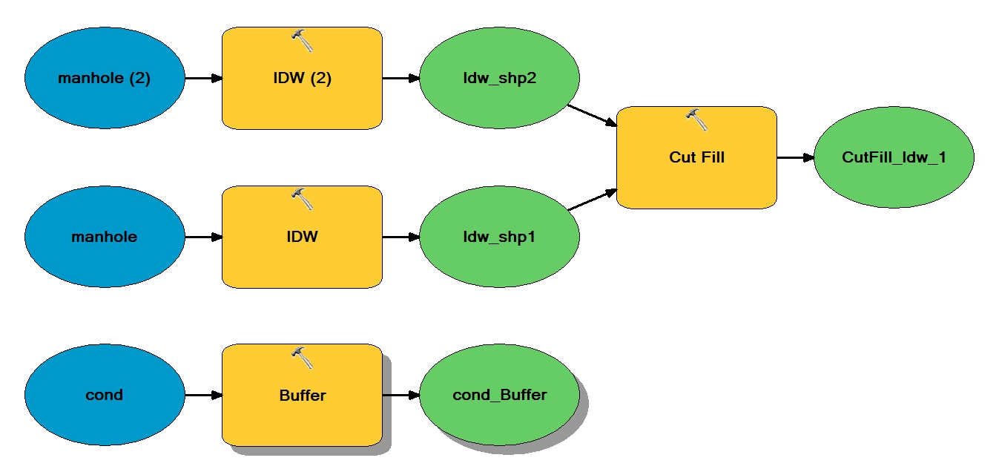 manhole (2)
IDW (2)
Idw_shp2
Cut Fill
CutFill_Idw_1
manhole
IDW
Idw_shp1
cond
Buffer
cond_Buffer